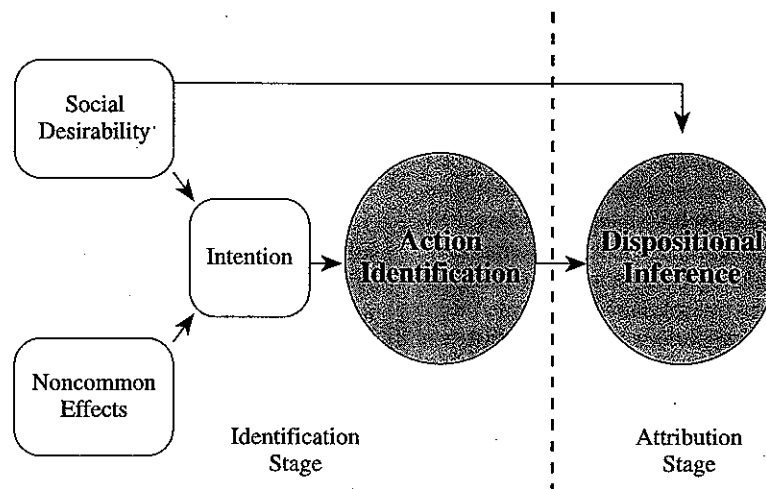 Social
Desirability
Intention
Action
Identification
Dispositional
Inference
Noncommon
Effects
Identification
Stage
Attribution
Stage